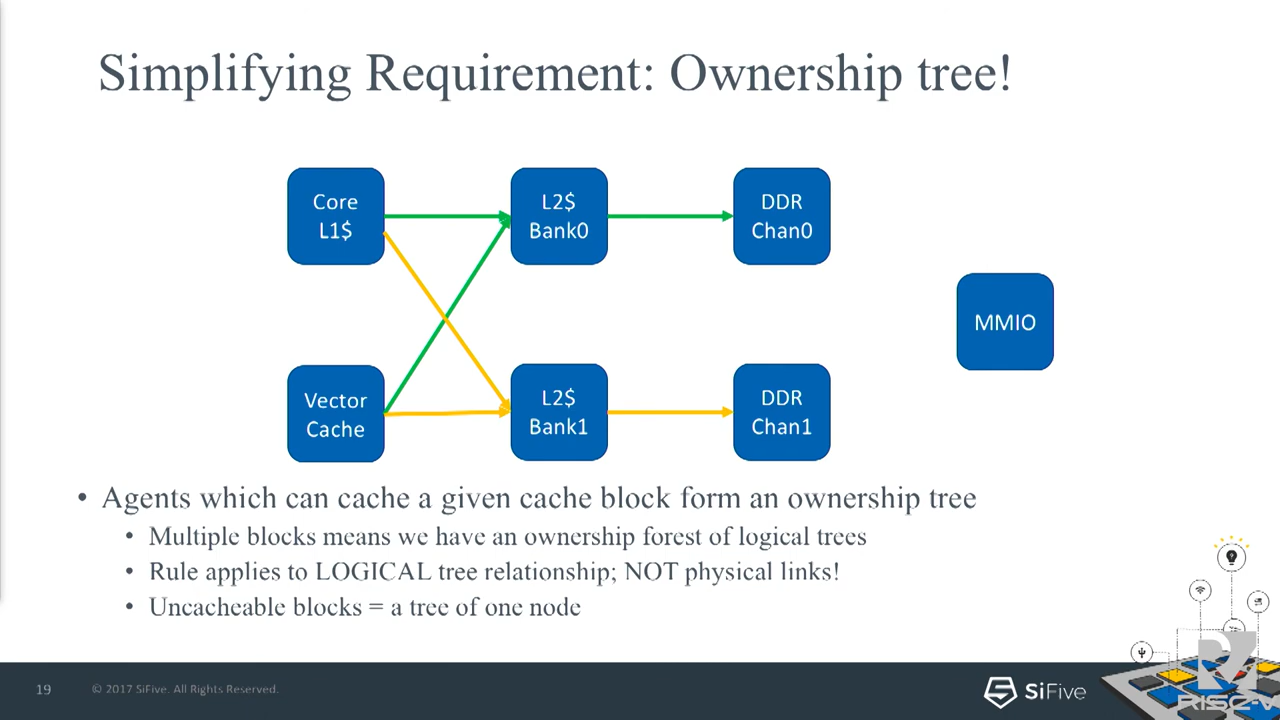 Simplifying Requirement: Ownership tree!
Core
L1$
L2$
Bank0
DDR
Chan0
MMIO
Vector
Cache
L2$
Bank1
DDR
Chan1
• Agents which can cache a given cache block form an ownership tree
• Multiple blocks means we have an ownership forest of logical trees
• Rule applies to LOGICAL tree relationship; NOT physical links!
• Uncacheable blocks = a tree of one node
19
© 2017 SiFive. All Rights Reserved.
SiFive
RISC-V